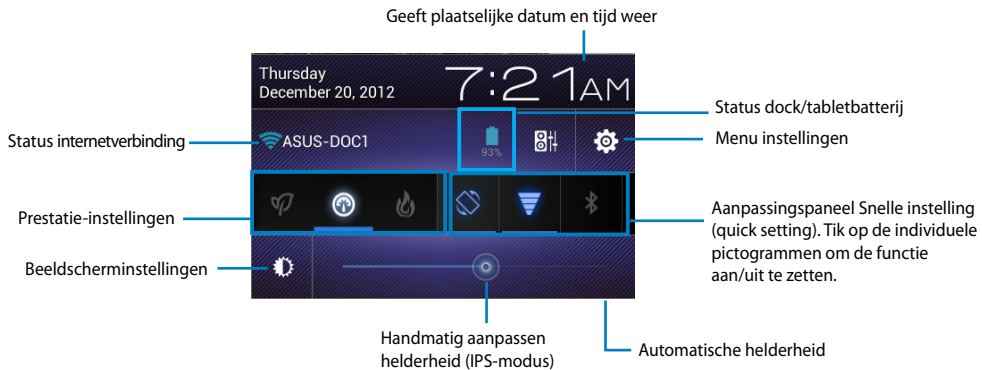 Geeft plaatselijke datum en tijd weer
Thursday
December 20, 2012
7:21AM
Status dock/tabletbatterij
Status internetverbinding
ASUS-DOC1
93%
Menu instellingen
Prestatie-instellingen
Aanpassingspaneel Snelle instelling
(quick setting). Tik op de individuele
pictogrammen om de functie
aan/uit te zetten.
Beeldscherminstellingen
Handmatig aanpassen
helderheid (IPS-modus)
Automatische helderheid